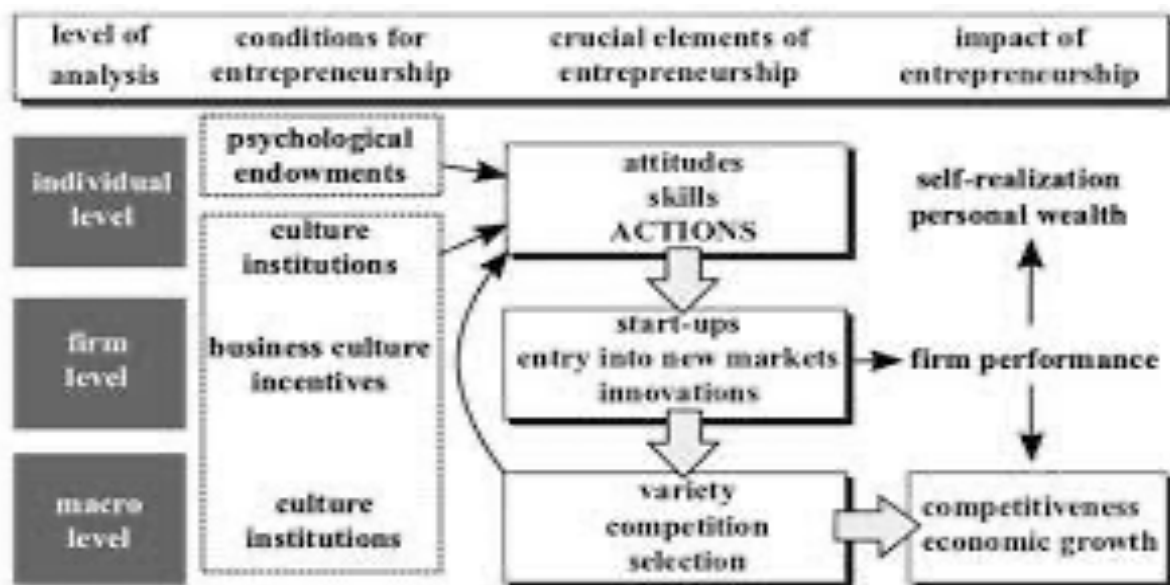 level of
analysis
conditions for
entrepreneurship
crucial elements of
entrepreneurship
impact of
entrepreneurship
individual
level
psychological
endowments
culture
institutions
attitudes
skills
ACTIONS
self-realization
personal wealth
firm
level
business culture
incentives
start-ups
entry into new markets
innovations
firm performance
macro
level
culture
institutions
variety
competition
selection
competitiveness
economic growth